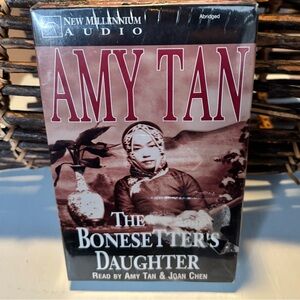 NEW MILLENNIUM
AUDIO
Abridged
AMY TAN
THE
BONESETTER'S
DAUGHTER
READ BY AMY TAN & JOAN CHEN